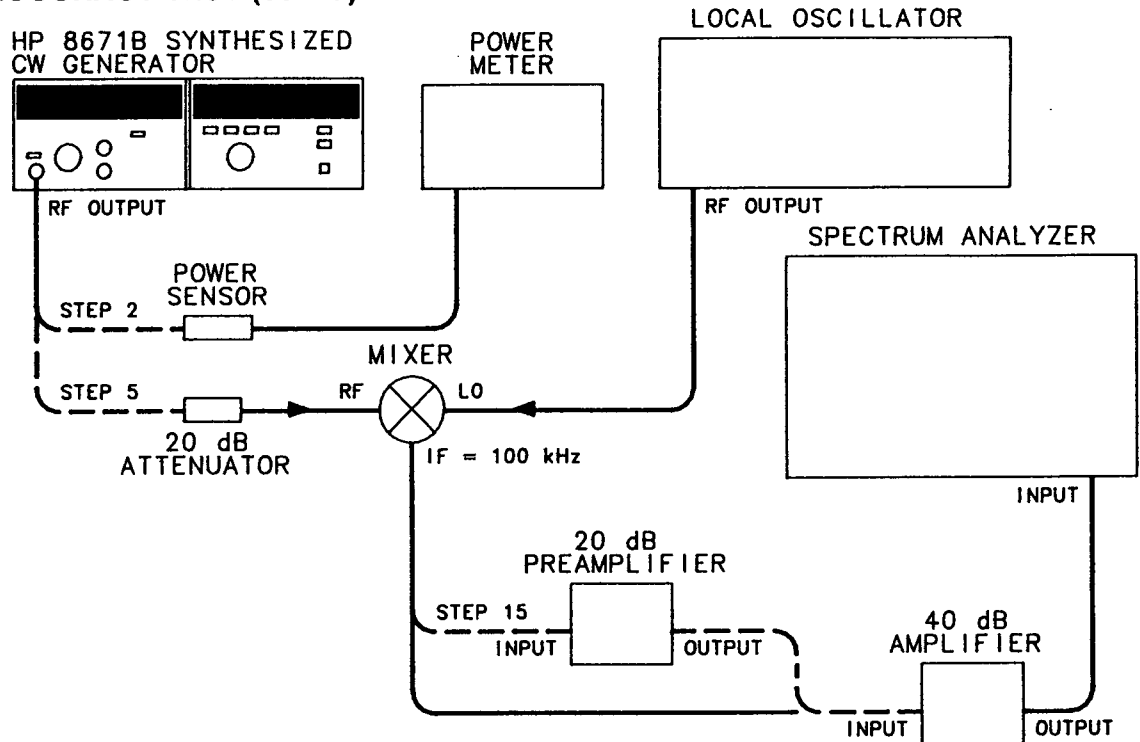 LOCAL OSCILLATOR
HP 8671B SYNTHESIZED
CW GENERATOR
POWER
METER
RF OUTPUT
RF OUTPUT
SPECTRUM ANALYZER
POWER
SENSOR
STEP 2
MIXER
STEP 5
RF
LO
20 dB
ATTENUATOR
IF = 100 kHz
INPUT
20 dB
PREAMPLIFIER
STEP 15
INPUT
OUTPUT
40 dB
AMPLIFIER
INPUT
OUTPUT